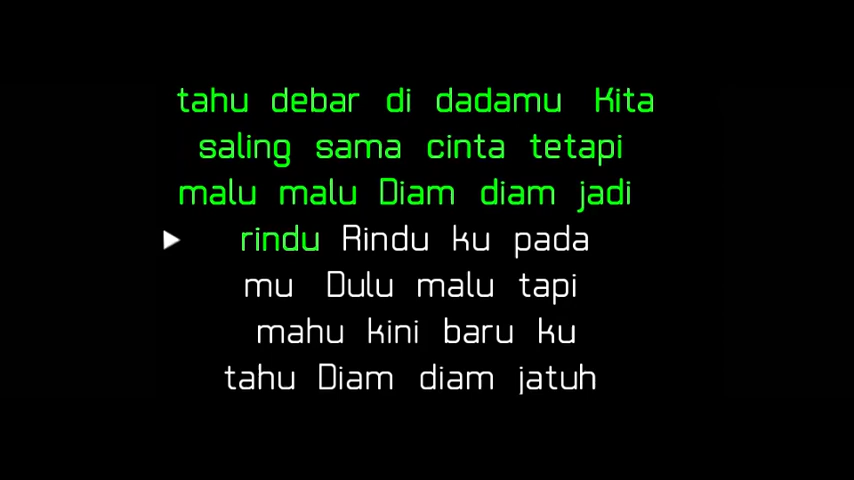 tahu debar di dadamu Kita
saling sama cinta tetapi
malu malu Diam diam jadi
rindu Rindu ku pada
mu Dulu malu tapi
mahu kini baru ku
tahu Diam diam jatuh